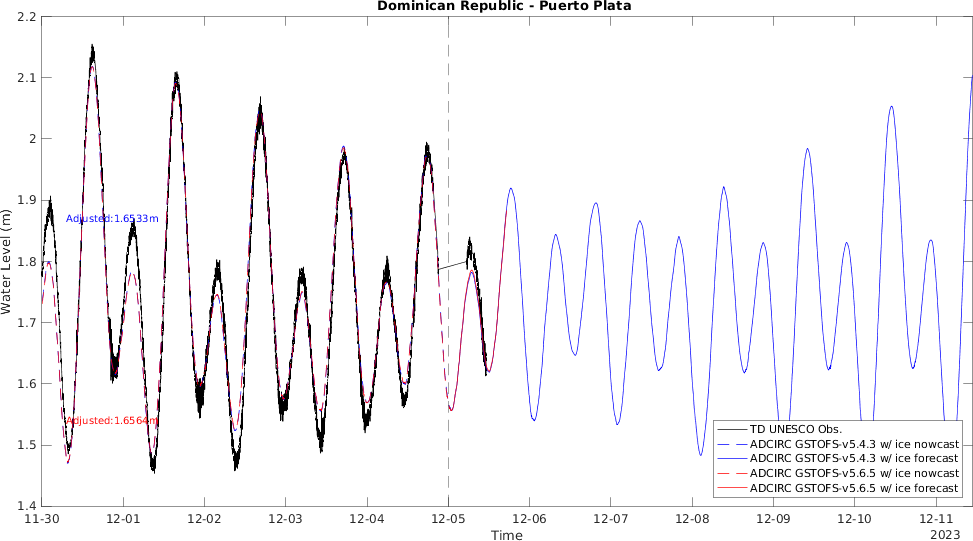 Dominican Republic - Puerto Plata
Water Level (m)
2.2
2.1
2
1.9
1.8
1.7
1.6
1.5
1.4
Adjusted:1.6533m
Adjusted:1.6564m
TD UNESCO Obs.
ADCIRC GSTOFS-v5.4.3 w/ ice nowcast
ADCIRC GSTOFS-v5.4.3 w/ ice forecast
ADCIRC GSTOFS-v5.6.5 w/ ice nowcast
ADCIRC GSTOFS-v5.6.5 w/ ice forecast
11-30 12-01 12-02 12-03 12-04 12-05 12-06 12-07 12-08 12-09 12-10 12-11
2023
Time